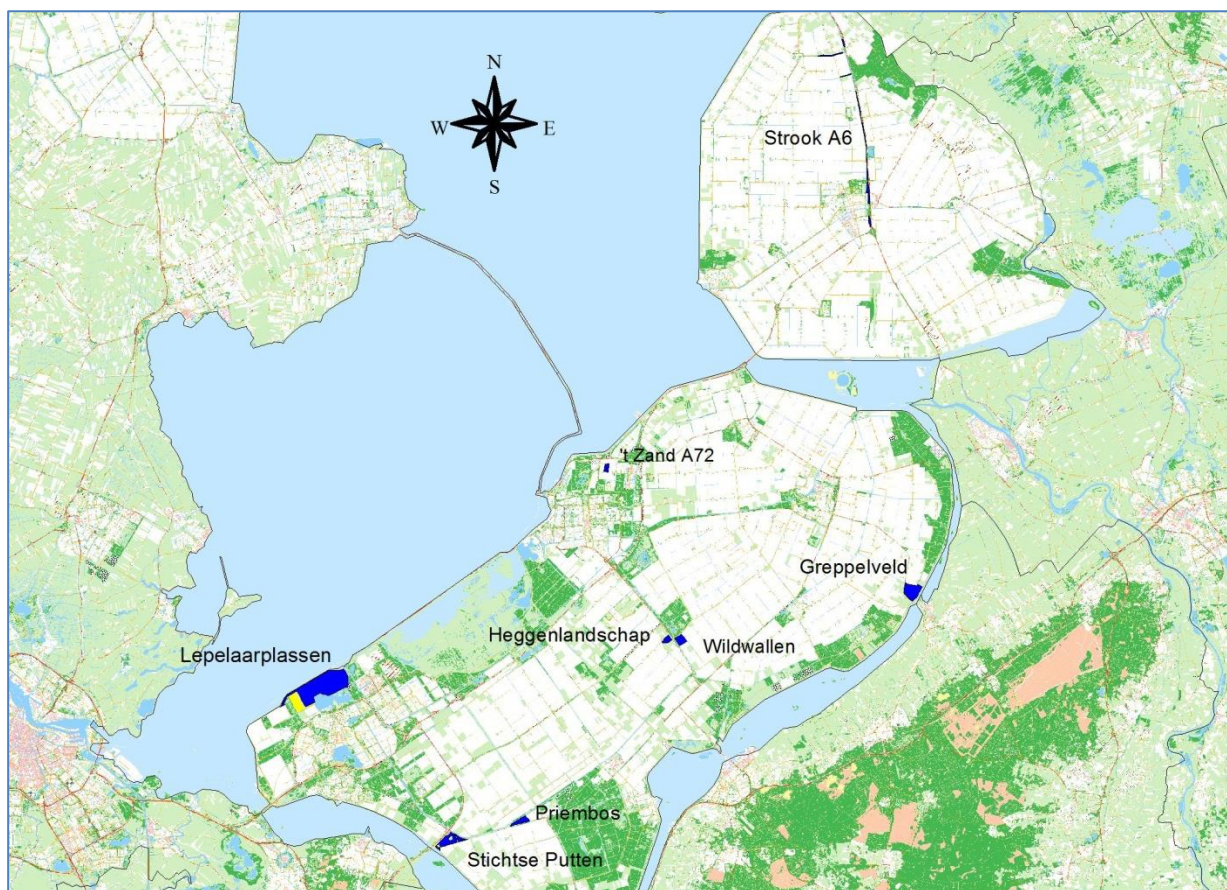 N
W E
S
Strook A6
't Zand A72
Greppelveld
Heggenlandschap
Wildwallen
Lepelaarplassen
Priembos
Stichtse Putten